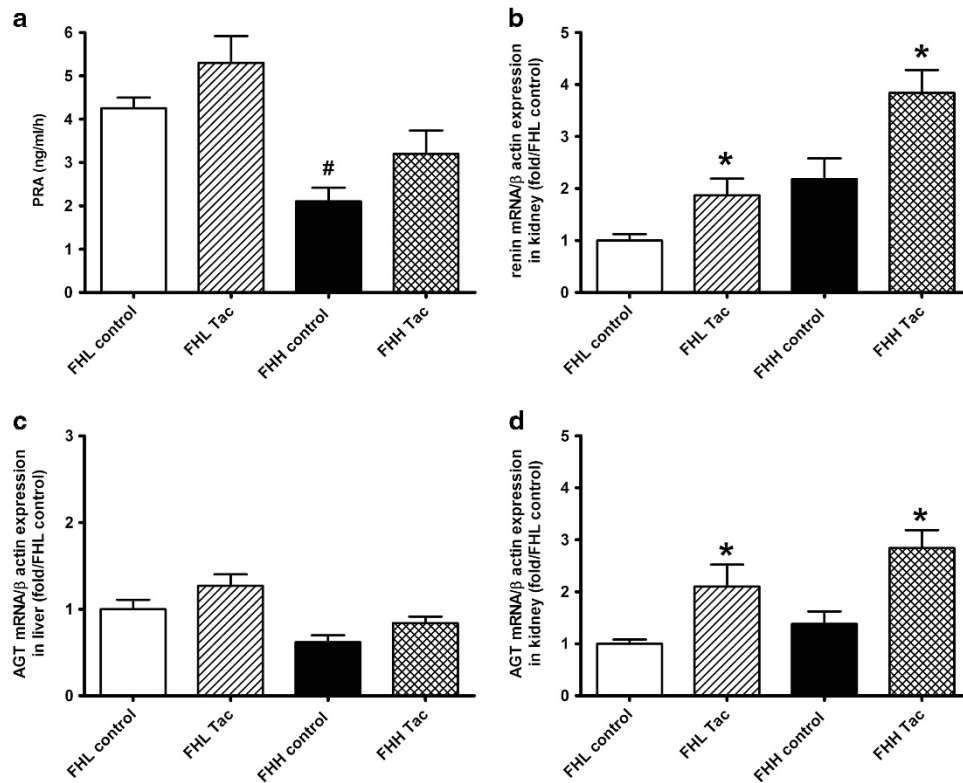 a
PRA (ng/ml/h)
6
5
4
3
2
1
0
#
FHL control
FHL Tac
FHH control
FHH Tac
b
renin mRNA/β actin expression
in kidney (fold/FHL control)
5
4
3
2
1
0
*
*
FHL control
FHL Tac
FHH control
FHH Tac
c
AGT mRNA/β actin expression
in liver (fold/FHL control)
3
2
1
0
FHL control
FHL Tac
FHH control
FHH Tac
d
AGT mRNA/β actin expression
in kidney (fold/FHL control)
5
4
3
2
1
0
*
*
FHL control
FHL Tac
FHH control
FHH Tac